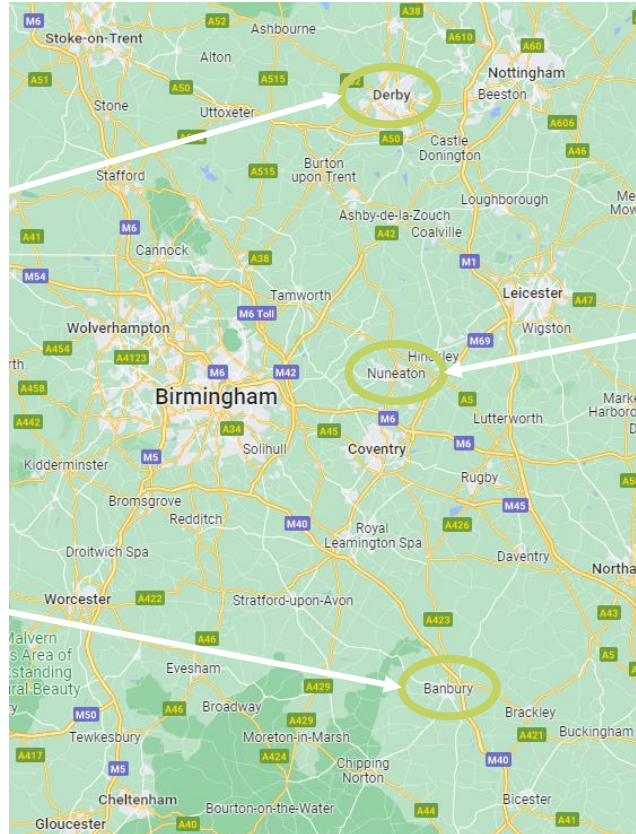 A52
Ashbourne
A38
M6
Stoke-on-Trent
A610
A60
Alton
Nottingham
A51
A50
A515
Derby
Beeston
Stone
Uttoxeter
A606
A50
Castle
Donington
A46
Burton
upon Trent
Stafford
A515
Loughborough
Ashby-de-la-Zouch
M6
A41
A42
Coalville
Cannock
A38
M1
M54
Tamworth
Leicester
A47
M6 Toll
Wolverhampton
Wigston
M69
A454
A4123
Hinckley
M6
M42
Nuneaton
A458
Birmingham
A5
M6
Lutterworth
A442
A34
A45
M5
Solihull
Coventry
M6
Kidderminster
Rugby
M45
Bromsgrove
Redditch
M40
A426
Royal
Leamington Spa
Droitwich Spa
Daventry
Worcester
A422
Stratford-upon-Avon
A43
A423
A46
A5
Evesham
A429
Banbury
M50
A46
Broadway
Brackley
A429
A421
Buckingham
Tewkesbury
Moreton-in-Marsh
A417
A424
M40
M5
Chipping
Norton
Cheltenham
Bicester
Bourton-on-the-Water
A44
Gloucester
A40
A41